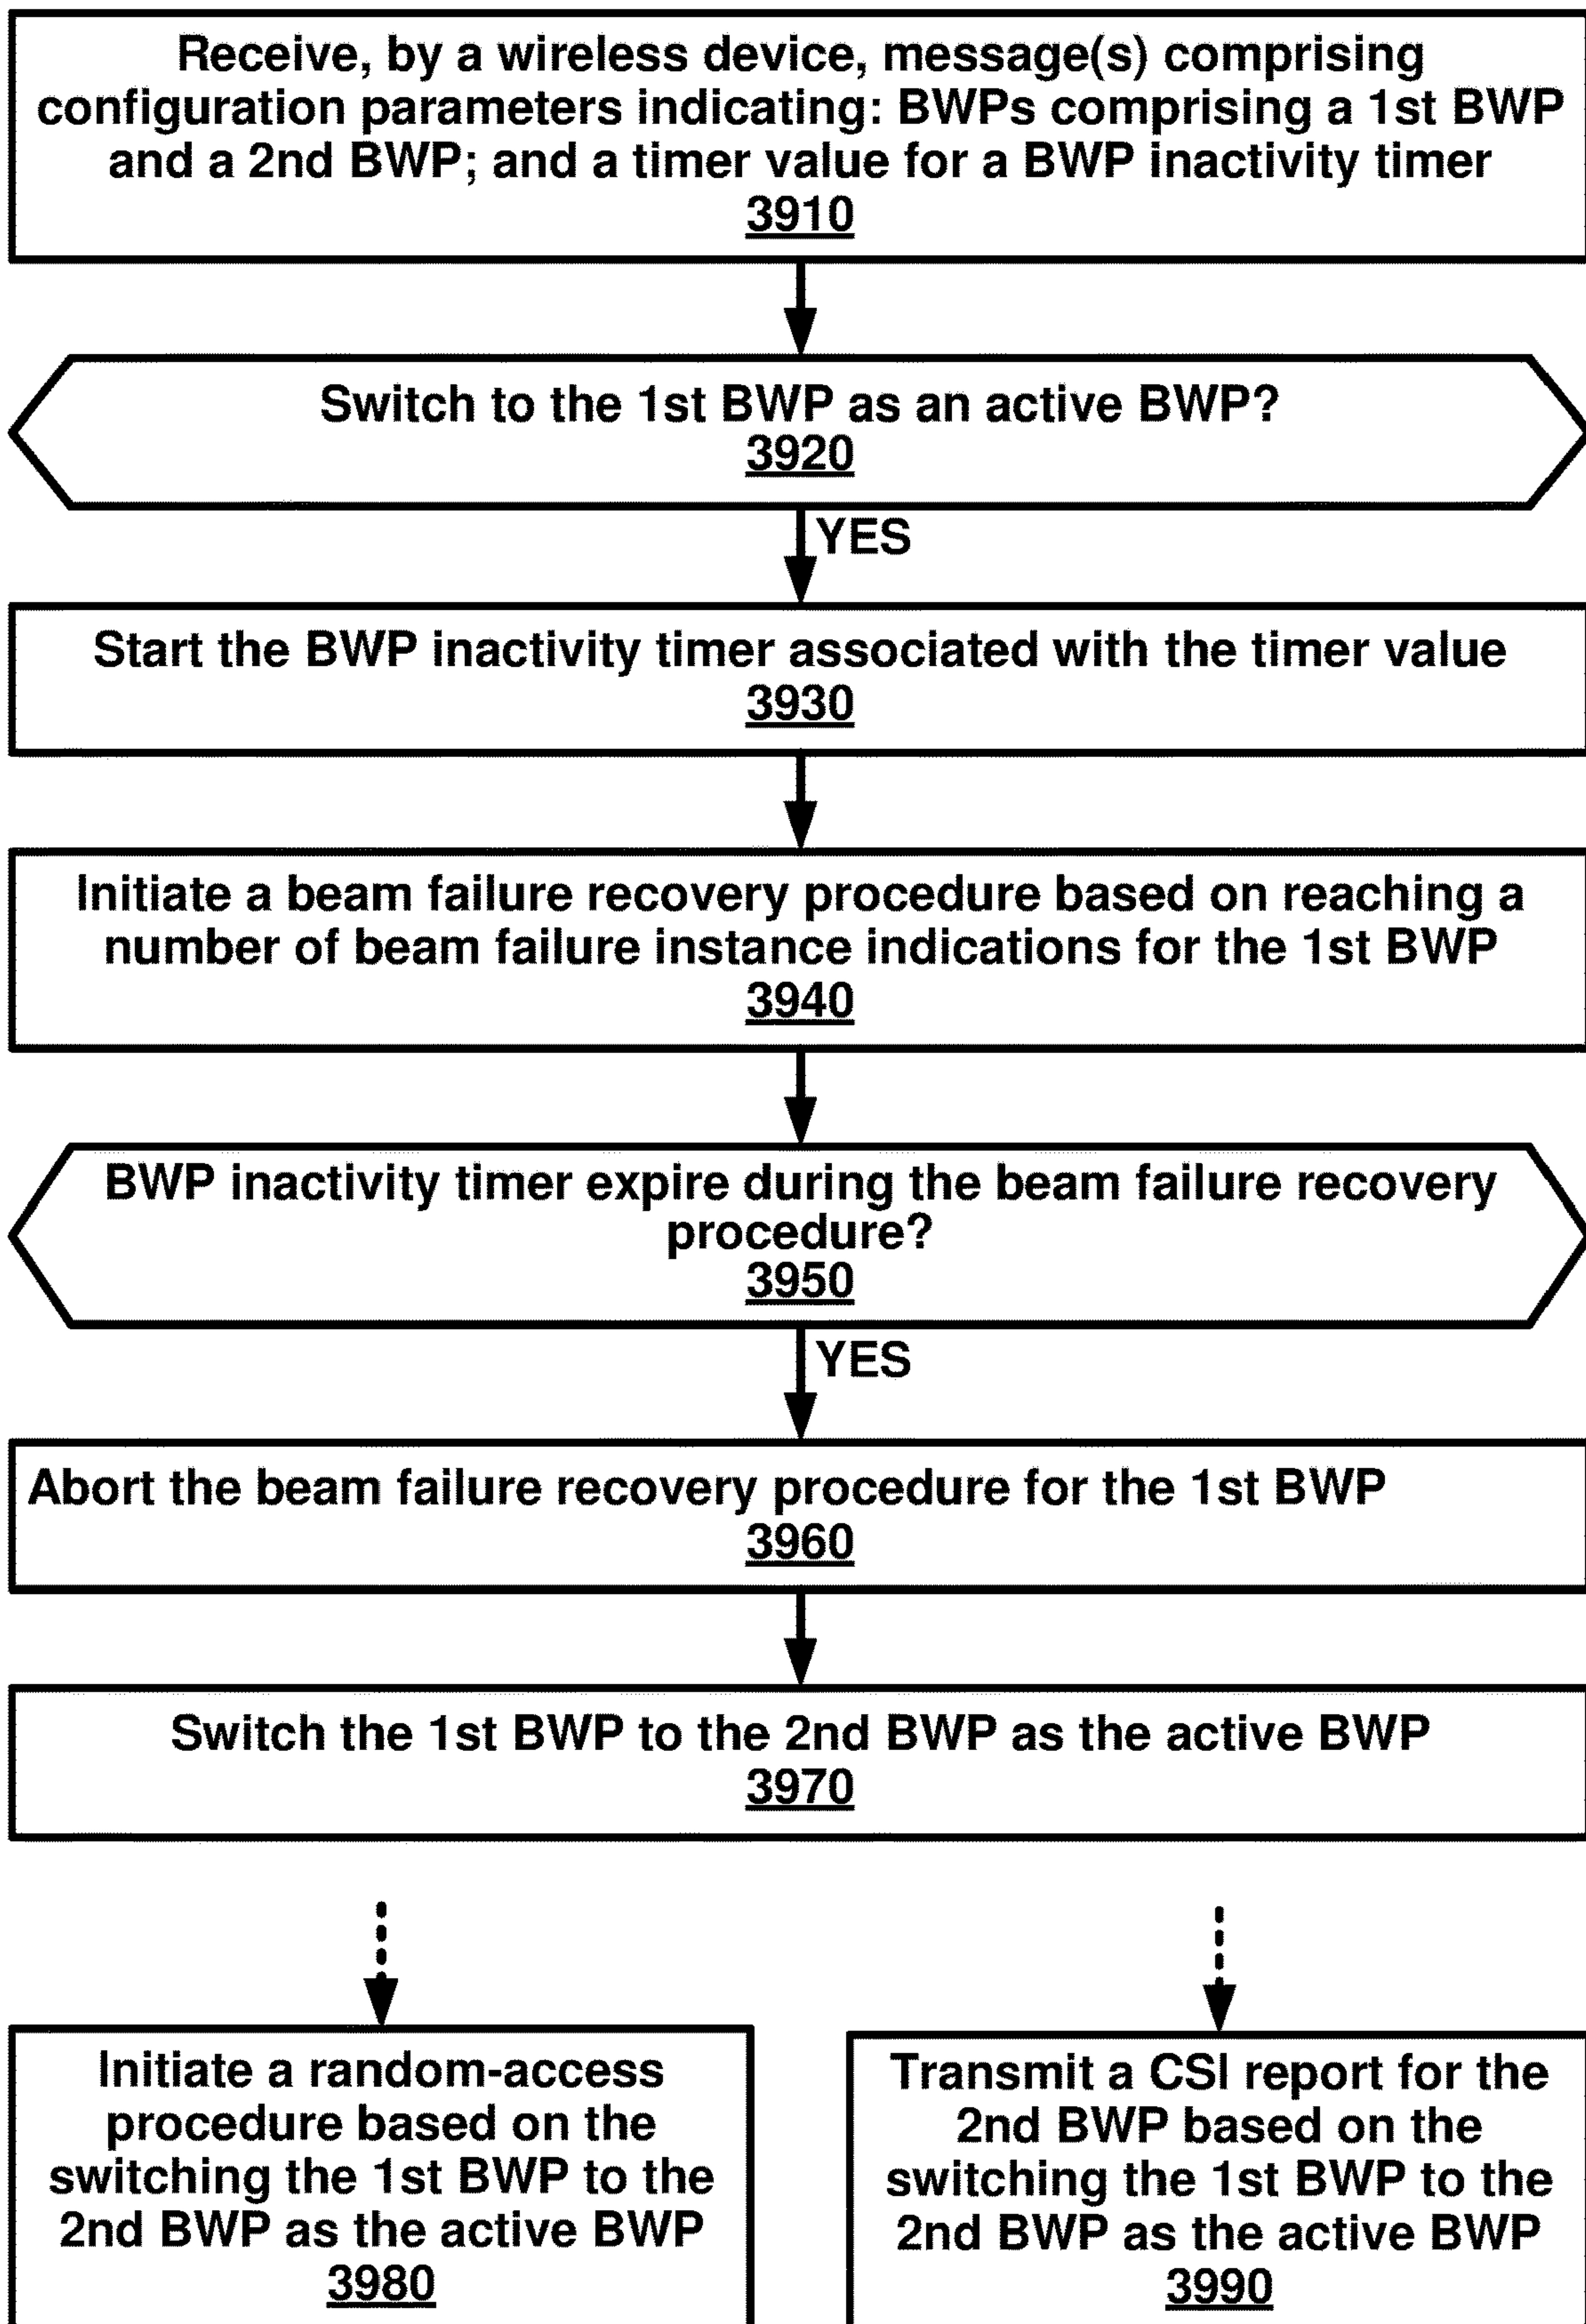 Receive, by a wireless device, message(s) comprising
configuration parameters indicating: BWPs comprising a 1st BWP
and a 2nd BWP; and a timer value for a BWP inactivity timer
3910
Switch to the 1st BWP as an active BWP?
3920
YES
Start the BWP inactivity timer associated with the timer value
3930
Initiate a beam failure recovery procedure based on reaching a
number of beam failure instance indications for the 1st BWP
3940
BWP inactivity timer expire during the beam failure recovery
procedure?
3950
YES
Abort the beam failure recovery procedure for the 1st BWP
3960
Switch the 1st BWP to the 2nd BWP as the active BWP
3970
Initiate a random-access
procedure based on the
switching the 1st BWP to the
2nd BWP as the active BWP
3980
Transmit a CSI report for the
2nd BWP based on the
switching the 1st BWP to the
2nd BWP as the active BWP
3990